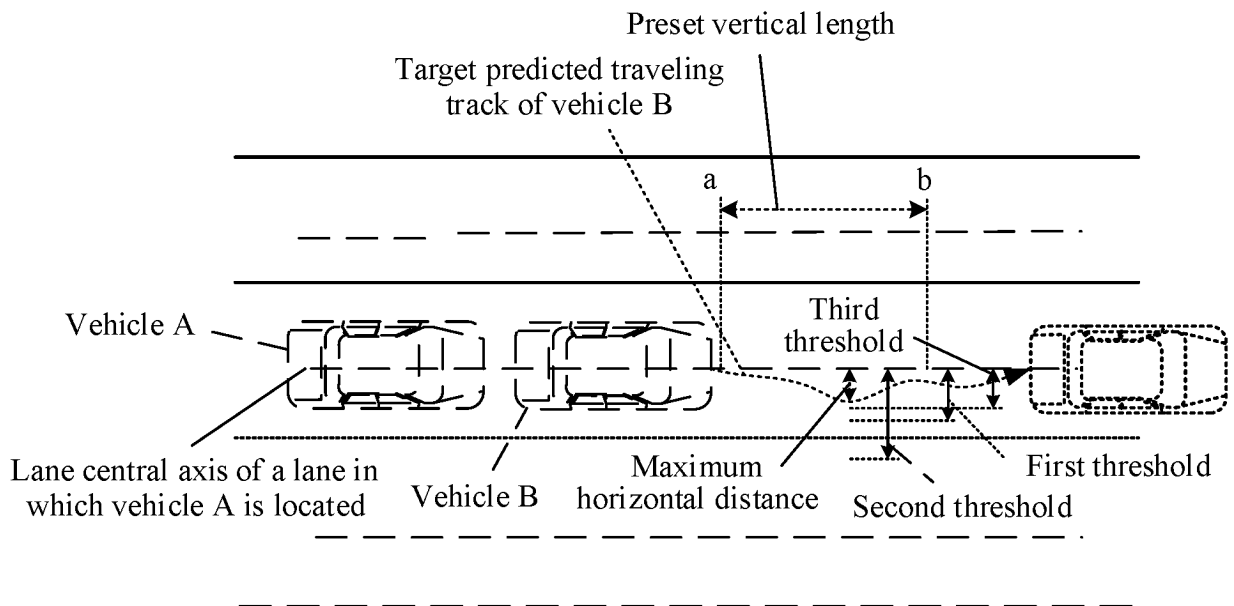 Preset vertical length
Target predicted traveling
track of vehicle B
a
b
Vehicle A
Third
threshold
Lane central axis of a lane in
which vehicle A is located
Vehicle B
Maximum
horizontal distance
First threshold
Second threshold